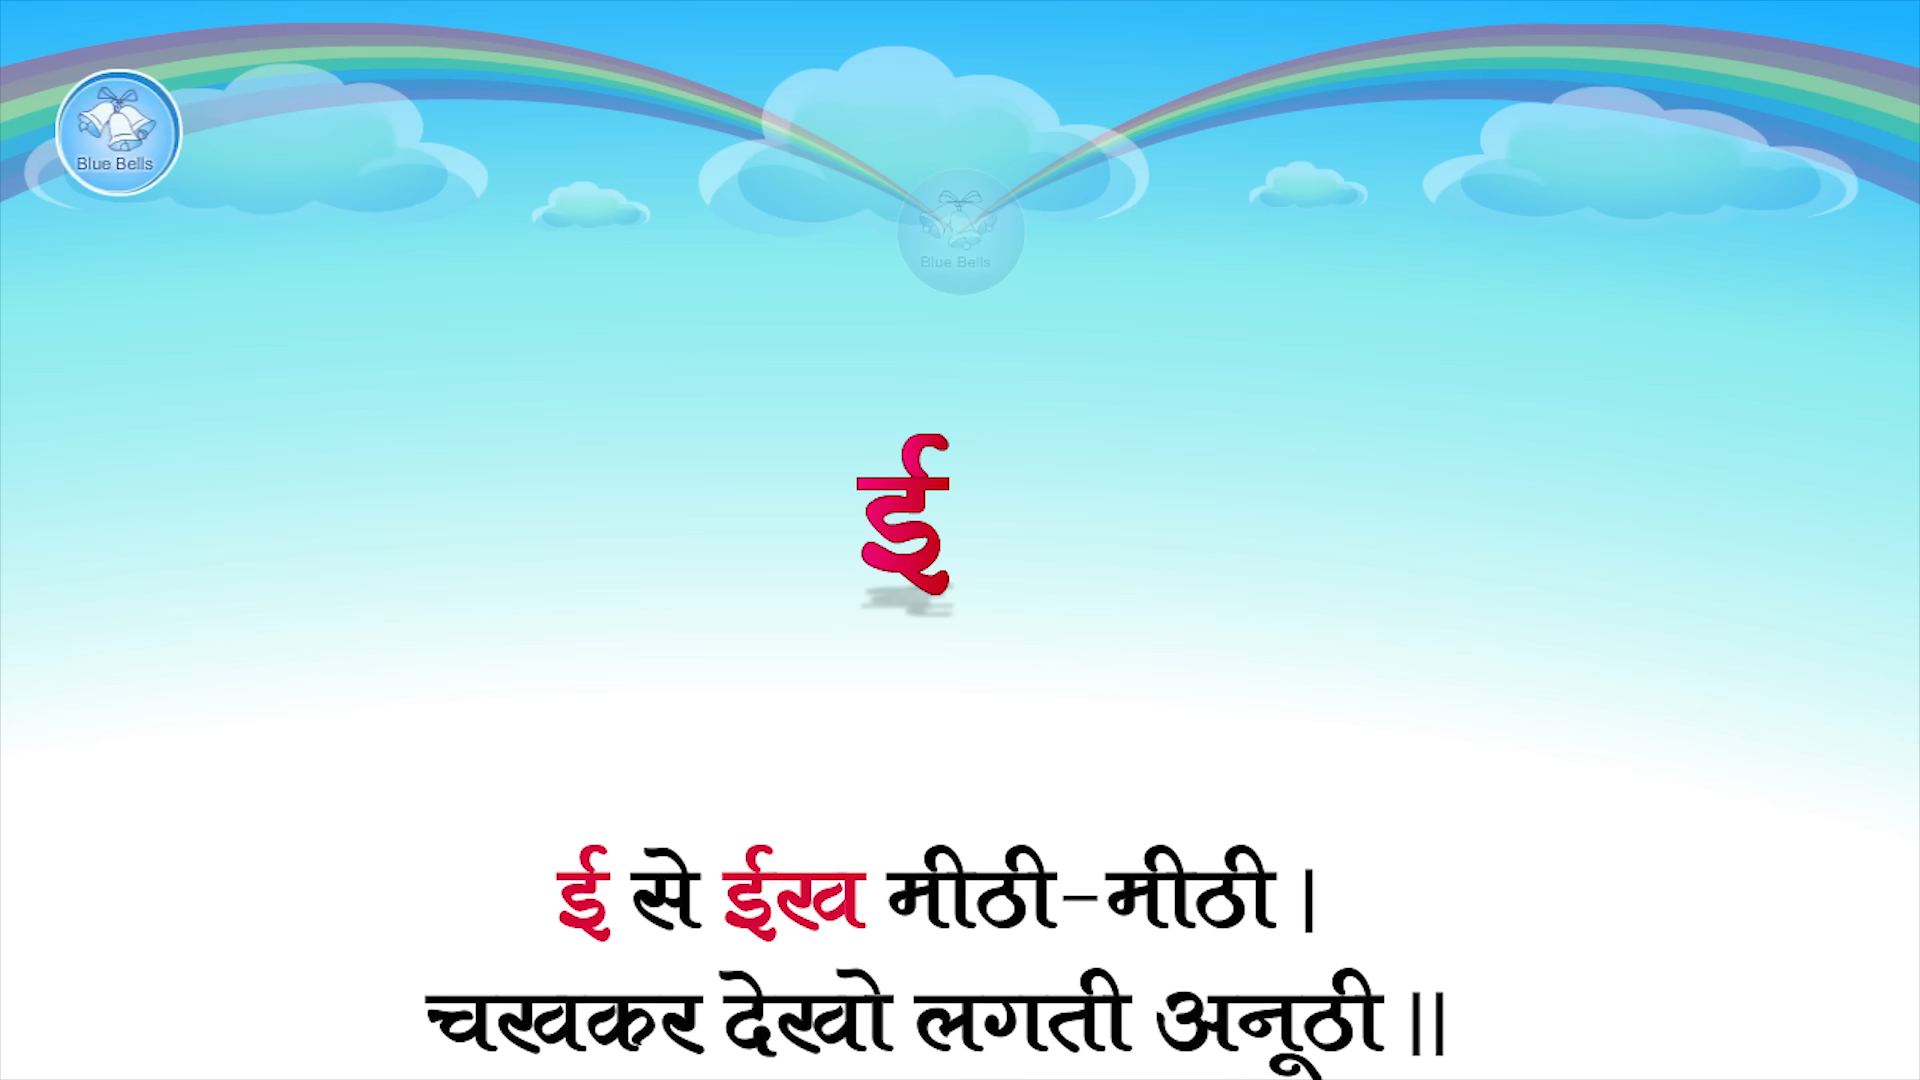 Blue Bells
Blue Bells
ई
ई से ईख मीठी-मीठी |
चखकर देखो लगती अनूठी ||